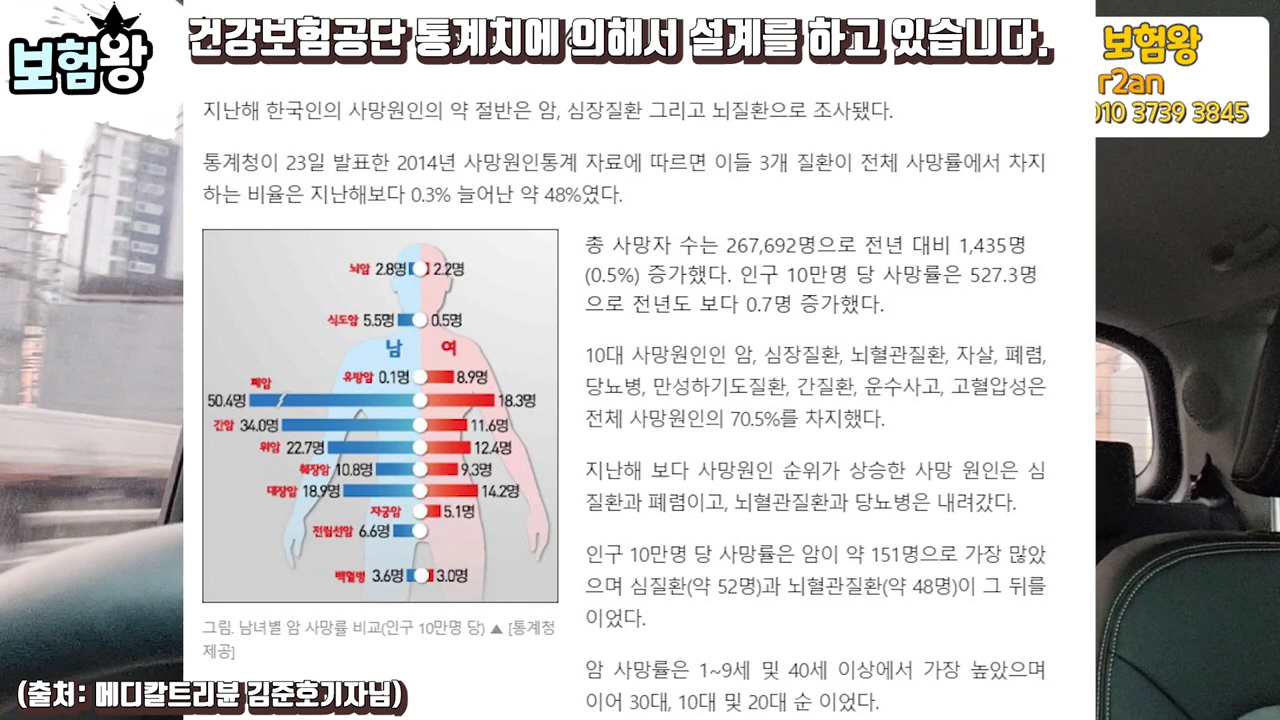 보험왕
건강보험공단 통계치에 의해서 설계를 하고 있습니다.
보험왕
r2an
010 3739 3845
지난해 한국인의 사망원인의 약 절반은 암, 심장질환 그리고 뇌질환으로 조사됐다.
통계청이 23일 발표한 2014년 사망원인통계 자료에 따르면 이들 3개 질환이 전체 사망률에서 차지
하는 비율은 지난해보다 0.3% 늘어난 약 48%였다.
뇌암 2.8명 2.2명
식도암 5.5명 0.5명
남 여
유방암 0.1명 8.9명
폐암
50.4명 18.3명
간암 34.0명 11.6명
위암 22.7명 12.4명
췌장암 10.8명 9.3명
대장암 18.9명 14.2명
자궁암 5.1명
전립선암 6.6명
백혈병 3.6명 3.0명
그림. 남녀별 암 사망률 비교(인구 10만명 당) ▲ [통계청
제공]
총 사망자 수는 267,692명으로 전년 대비 1,435명
(0.5%) 증가했다. 인구 10만명 당 사망률은 527.3명
으로 전년도 보다 0.7명 증가했다.
10대 사망원인인 암, 심장질환, 뇌혈관질환, 자살, 폐렴,
당뇨병, 만성하기도질환, 간질환, 운수사고, 고혈압성은
전체 사망원인의 70.5%를 차지했다.
지난해 보다 사망원인 순위가 상승한 사망 원인은 심
질환과 폐렴이고, 뇌혈관질환과 당뇨병은 내려갔다.
인구 10만명 당 사망률은 암이 약 151명으로 가장 많았
으며 심질환(약 52명)과 뇌혈관질환(약 48명)이 그 뒤를
이었다.
암 사망률은 1~9세 및 40세 이상에서 가장 높았으며
이어 30대, 10대 및 20대 순 이었다.
(출처: 메디칼트리뷴 김준호기자님)